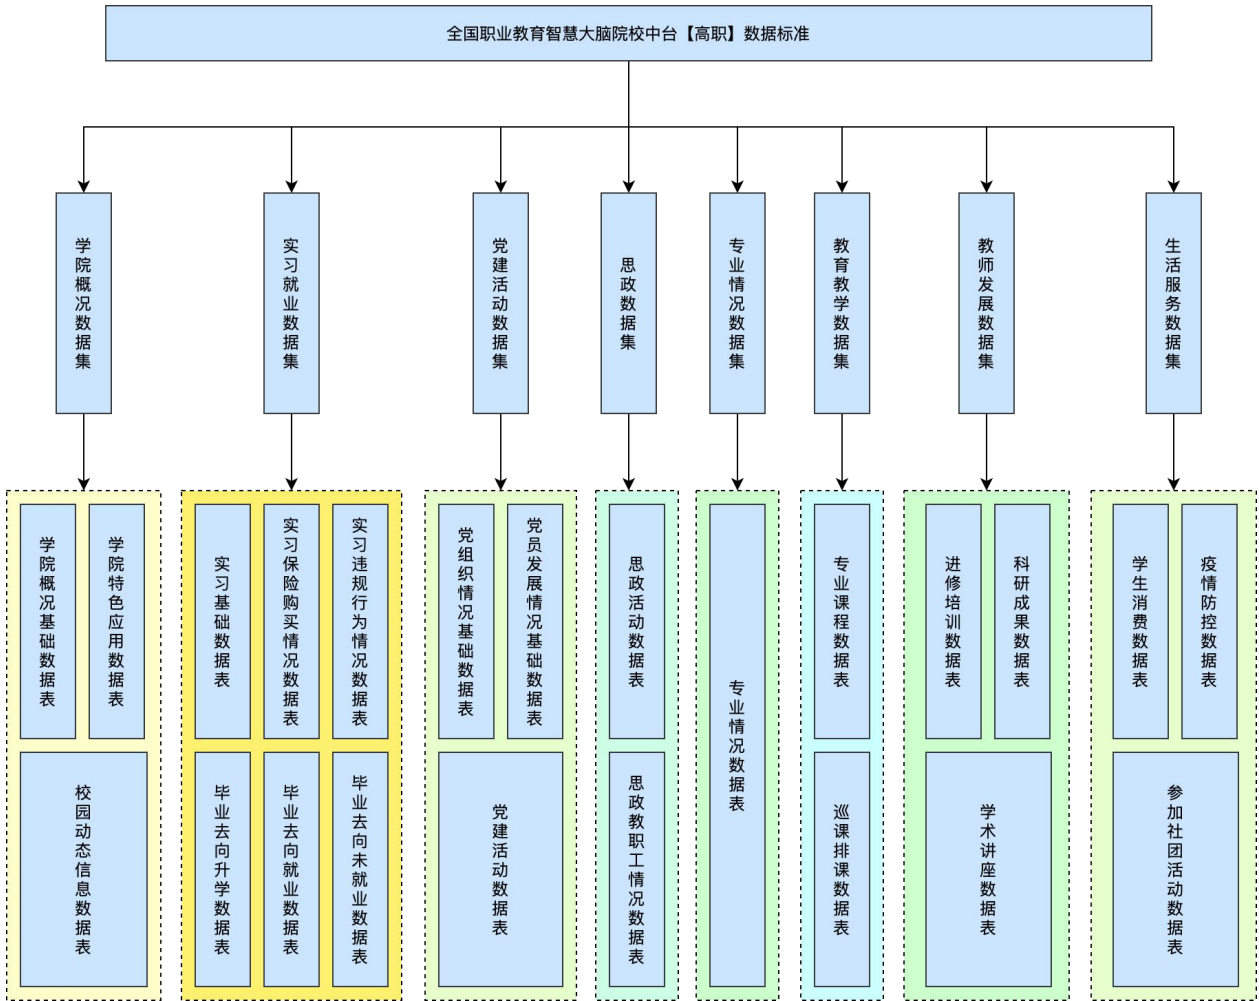 全国职业教育智慧大脑院校中台【高职】数据标准
学院概况数据集
实习就业数据集
党建活动数据集
思政数据集
专业情况数据集
教育教学数据集
教师发展数据集
生活服务数据集
学院概况基础数据表
学院特色应用数据表
校园动态信息数据表
实习基础数据表
实习保险购买情况数据表
实习违规行为情况数据表
毕业去向升学数据表
毕业去向就业数据表
毕业去向未就业数据表
党组织情况基础数据表
党员发展情况基础数据表
党建活动数据表
思政活动数据表
思政教职工情况数据表
专业情况数据表
专业课程数据表
巡课排课数据表
进修培训数据表
科研成果数据表
学术讲座数据表
学生消费数据表
疫情防控数据表
参加社团活动数据表